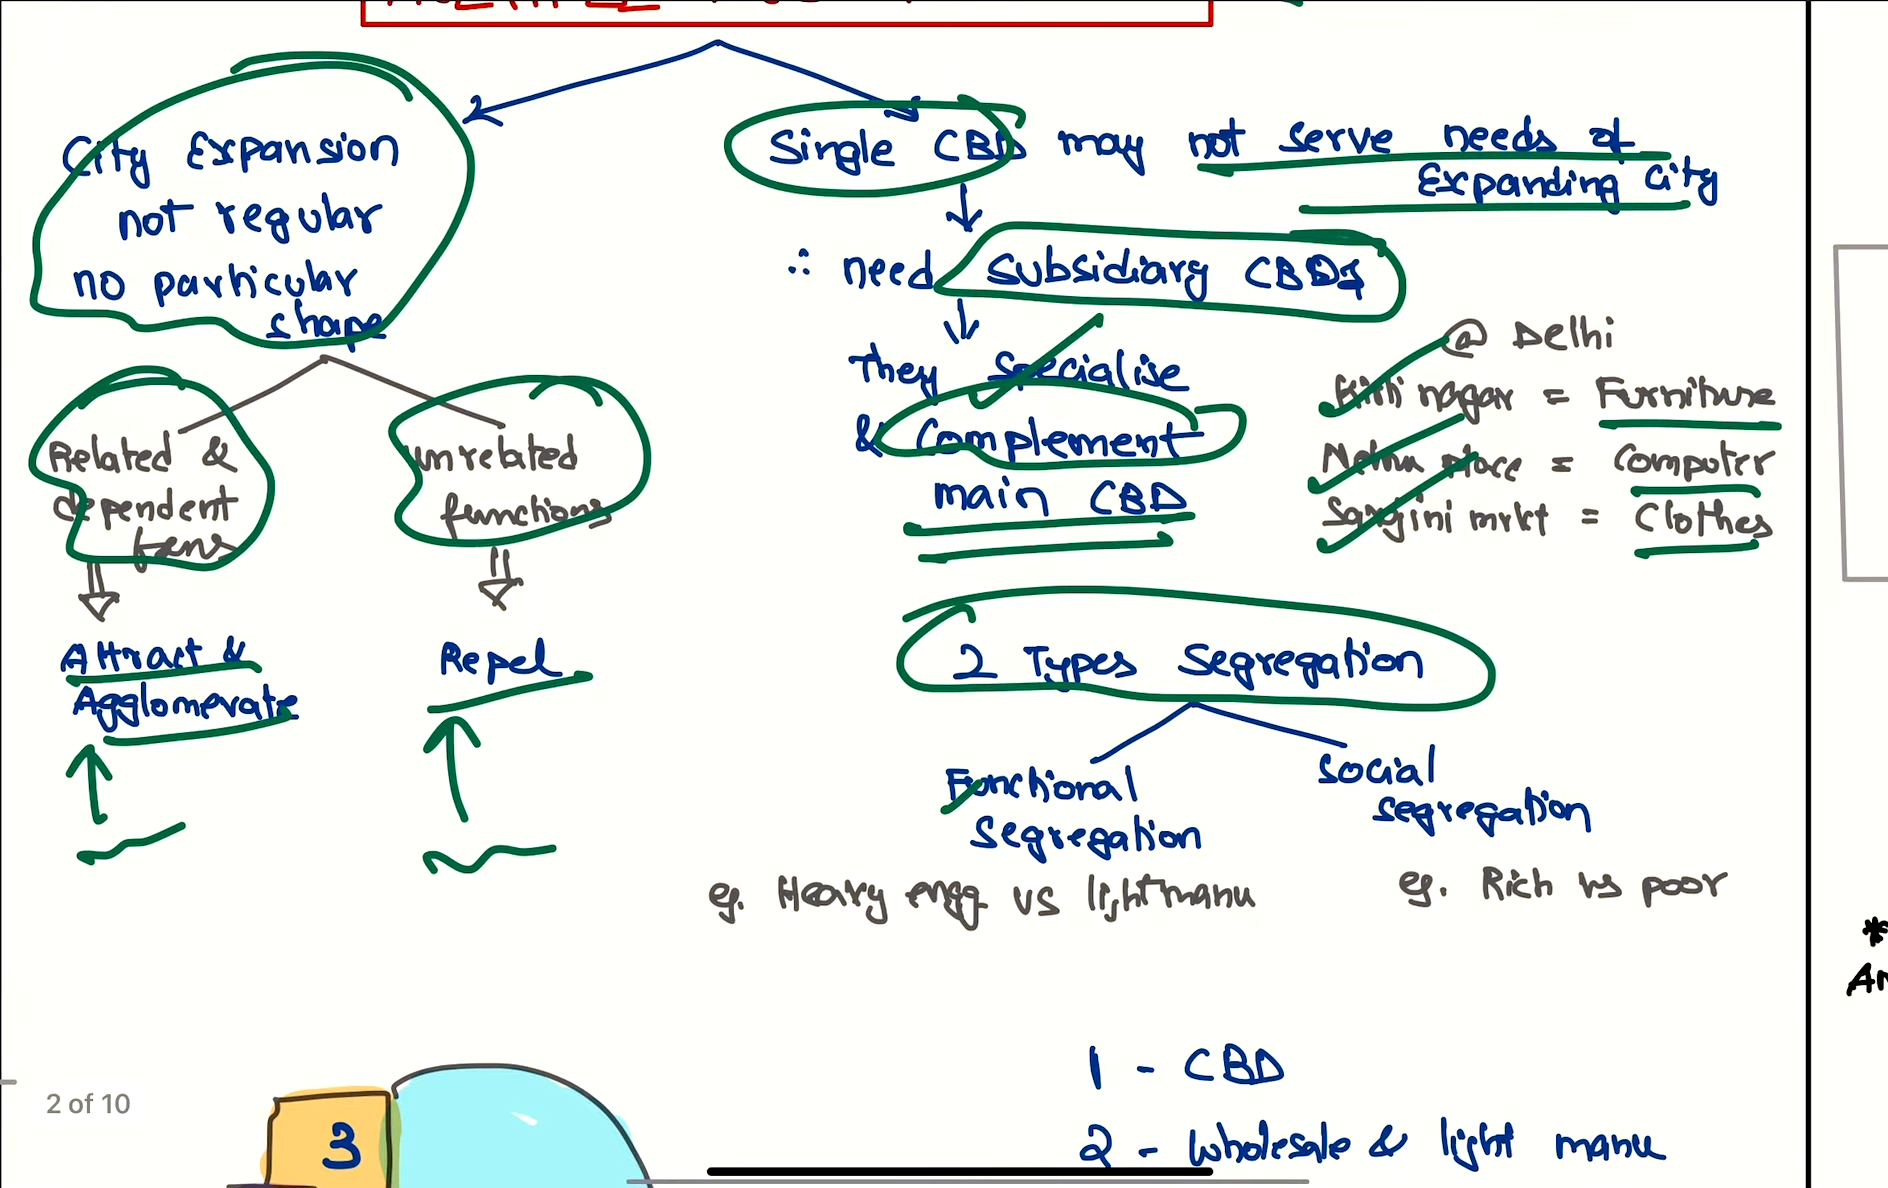 City Expansion
not regular
no particular
shape
Related &
dependent
fxns
unrelated
functions
Attract &
Agglomerate
Repel
Single CBD may not serve needs of
Expanding City
∴ need subsidiary CBDs
They specialise
& complement
main CBD
@ Delhi
Kirti nagar = Furniture
Nehru place = Computer
Sarojini mrkt = Clothes
2 Types Segregation
Functional
segregation
eg. Heavy engg vs light manu
social
segregation
eg. Rich vs poor
1 - CBD
2 - wholesale & light manu
3
2 of 10